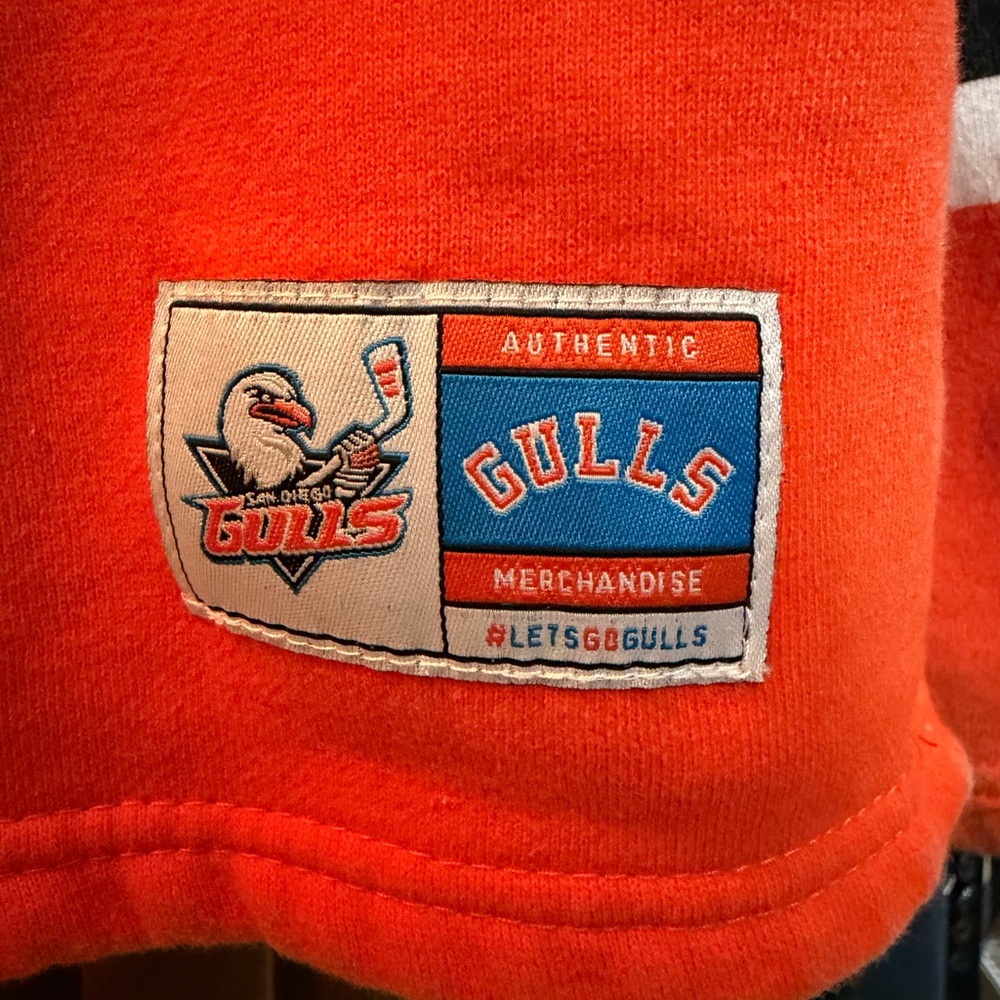 SAN DIEGO
GULLS
AUTHENTIC
GULLS
MERCHANDISE
#LETSGOGULLS